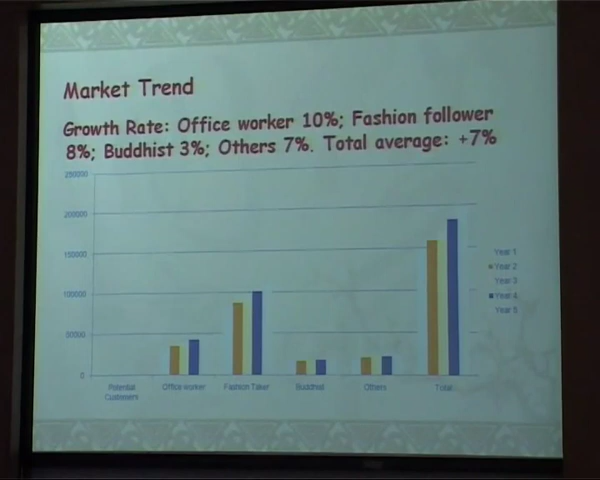 Market Trend
Growth Rate: Office worker 10%; Fashion follower
8%; Buddhist 3%; Others 7%. Total average: +7%
250000
200000
150000
100000
50000
0
Potential
Customers
Office worker
Fashion Taker
Buddhist
Others
Total
Year 1
Year 2
Year 3
Year 4
Year 5